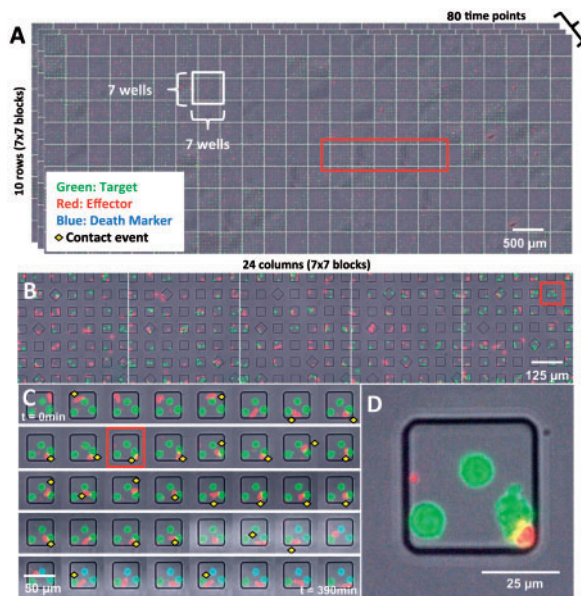 80 time points
A
7 wells
7 wells
10 rows (7x7 blocks)
Green: Target
Red: Effector
Blue: Death Marker
Contact event
500 µm
24 columns (7x7 blocks)
B
125 µm
C
t = 0min
D
50 µm
t = 390min
25 µm